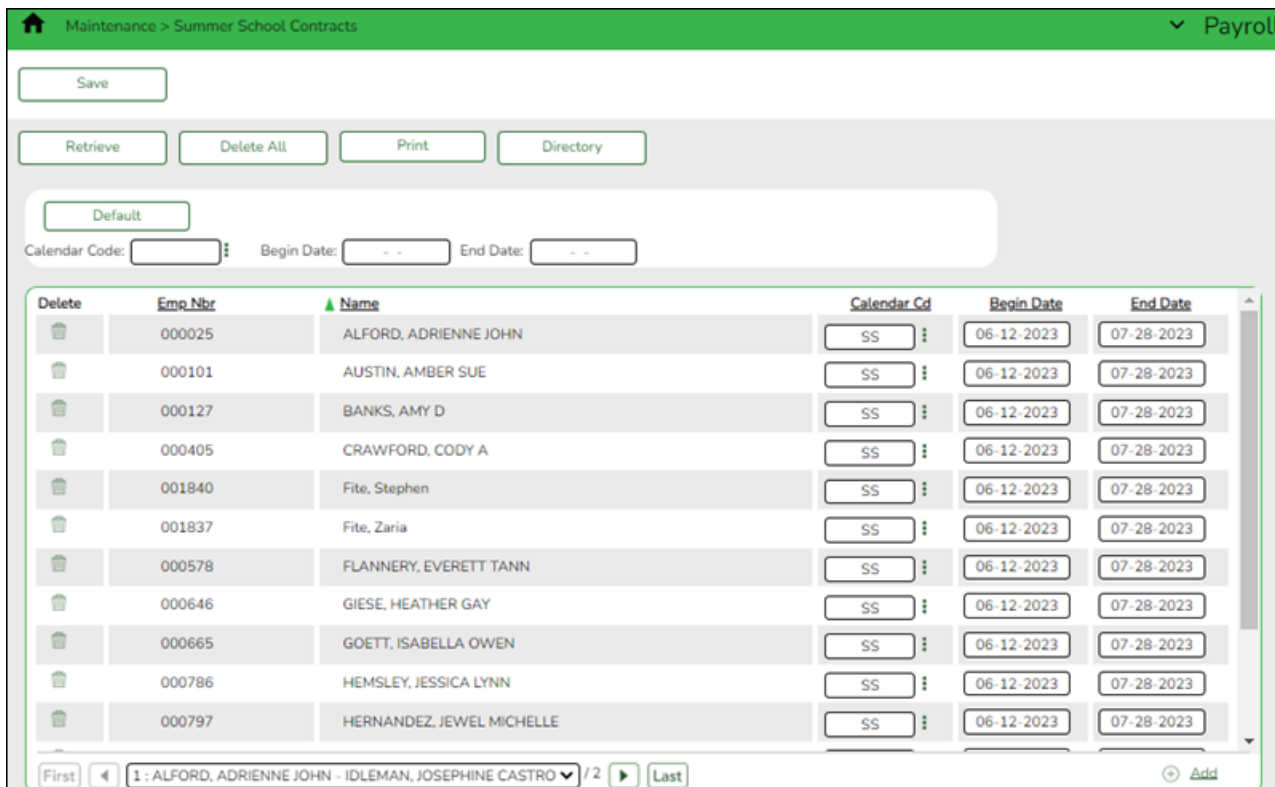 Maintenance > Summer School Contracts Payroll
Save
Retrieve Delete All Print Directory
Default
Calendar Code: Begin Date: - - End Date: - -
Delete Emp Nbr Name Calendar Cd Begin Date End Date
000025 ALFORD, ADRIENNE JOHN SS 06-12-2023 07-28-2023
000101 AUSTIN, AMBER SUE SS 06-12-2023 07-28-2023
000127 BANKS, AMY D SS 06-12-2023 07-28-2023
000405 CRAWFORD, CODY A SS 06-12-2023 07-28-2023
001840 Fite, Stephen SS 06-12-2023 07-28-2023
001837 Fite, Zaria SS 06-12-2023 07-28-2023
000578 FLANNERY, EVERETT TANN SS 06-12-2023 07-28-2023
000646 GIESE, HEATHER GAY SS 06-12-2023 07-28-2023
000665 GOETT, ISABELLA OWEN SS 06-12-2023 07-28-2023
000786 HEMSLEY, JESSICA LYNN SS 06-12-2023 07-28-2023
000797 HERNANDEZ, JEWEL MICHELLE SS 06-12-2023 07-28-2023
First 1 : ALFORD, ADRIENNE JOHN - IDLEMAN, JOSEPHINE CASTRO / 2 Last Add